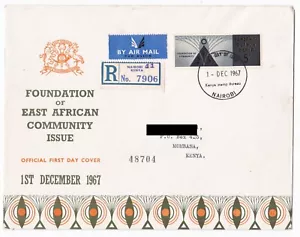 BY AIR MAIL
NAIROBI
KENYA
R
No. 7906
1 - DEC 1967
NAIROBI
FOUNDATION
OF
EAST AFRICAN
COMMUNITY
ISSUE
OFFICIAL FIRST DAY COVER
1ST DECEMBER 1967
48704
MOMBASA,
KENYA.